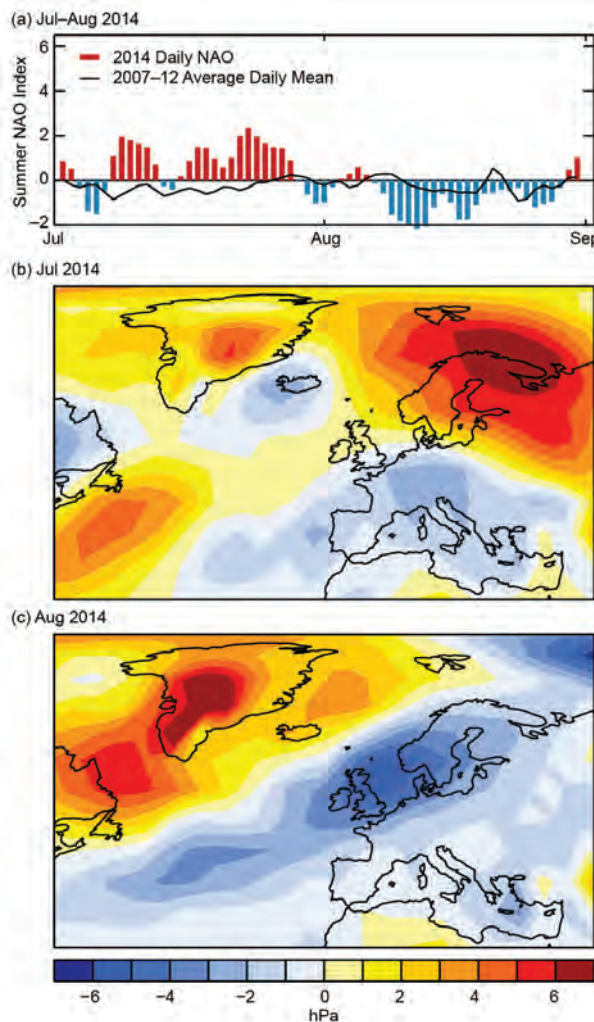 (a) Jul–Aug 2014
6
4
2
0
−2
Summer NAO Index
2014 Daily NAO
2007–12 Average Daily Mean
Jul
Aug
Sep
(b) Jul 2014
(c) Aug 2014
−6
−4
−2
0
2
4
6
hPa